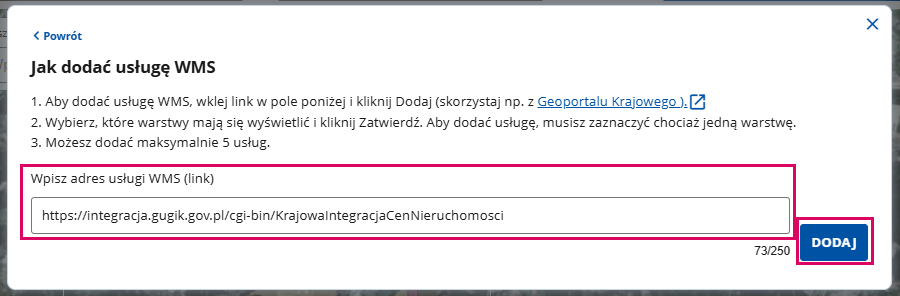 Powrót
Jak dodać usługę WMS
1. Aby dodać usługę WMS, wklej link w pole poniżej i kliknij Dodaj (skorzystaj np. z Geoportalu Krajowego ).
2. Wybierz, które warstwy mają się wyświetlić i kliknij Zatwierdź. Aby dodać usługę, musisz zaznaczyć chociaż jedną warstwę.
3. Możesz dodać maksymalnie 5 usług.
Wpisz adres usługi WMS (link)
https://integracja.gugik.gov.pl/cgi-bin/KrajowaIntegracjaCenNieruchomosci
73/250
DODAJ